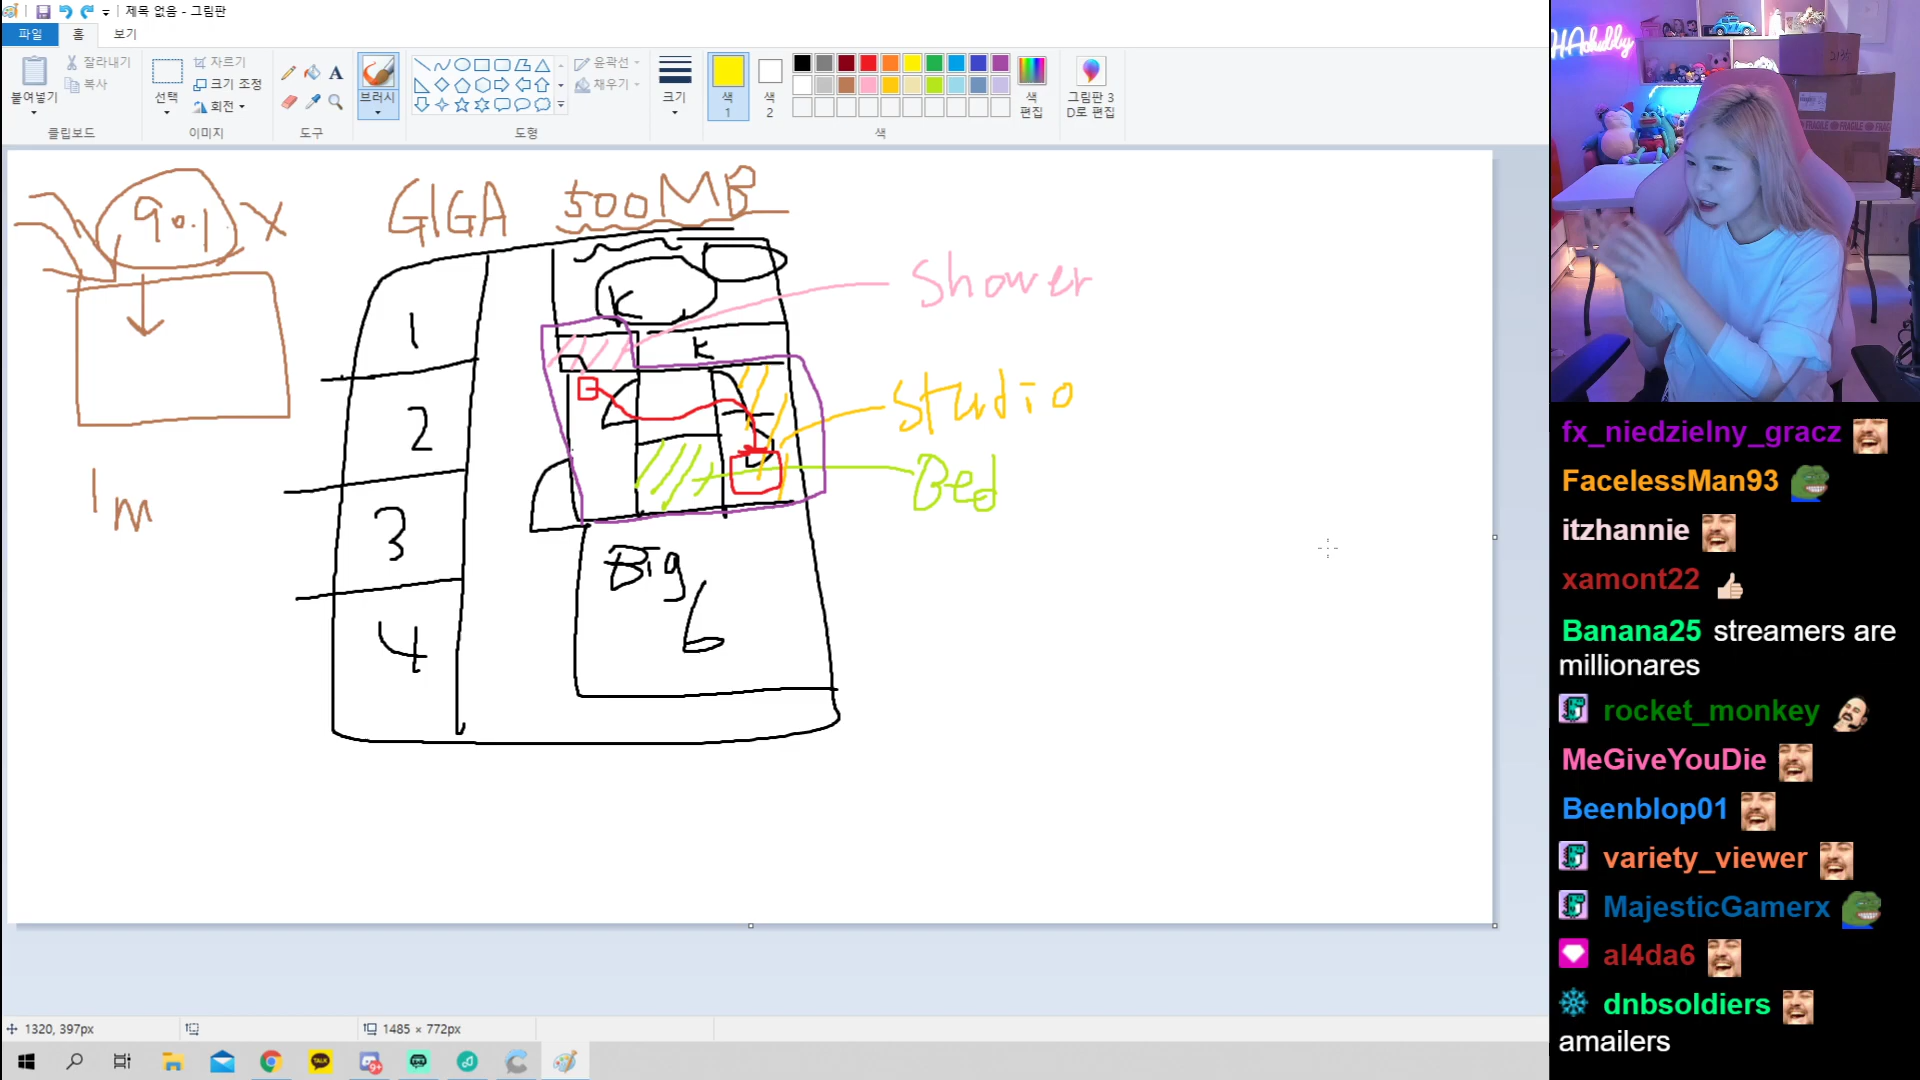 제목 없음 - 그림판
파일 홈 보기
붙여넣기
잘라내기
복사
클립보드
선택
자르기
크기 조정
회전
이미지
A
도구
브러시
윤곽선
채우기
도형
크기
색
1
색
2
색
편집
색
그림판 3
D로 편집
90.1 X
GIGA 500MB
K
Shower
1
K
2
Studio
Bed
3
Big
6
4
1m
fx_niedzielny_gracz
FacelessMan93
itzhannie
xamont22
Banana25 streamers are
millionares
rocket_monkey
MeGiveYouDie
Beenblop01
variety_viewer
MajesticGamerx
al4da6
dnbsoldiers
amailers
1320, 397px
1485 × 772px
TALK
9+
FRAGILE FRAGILE